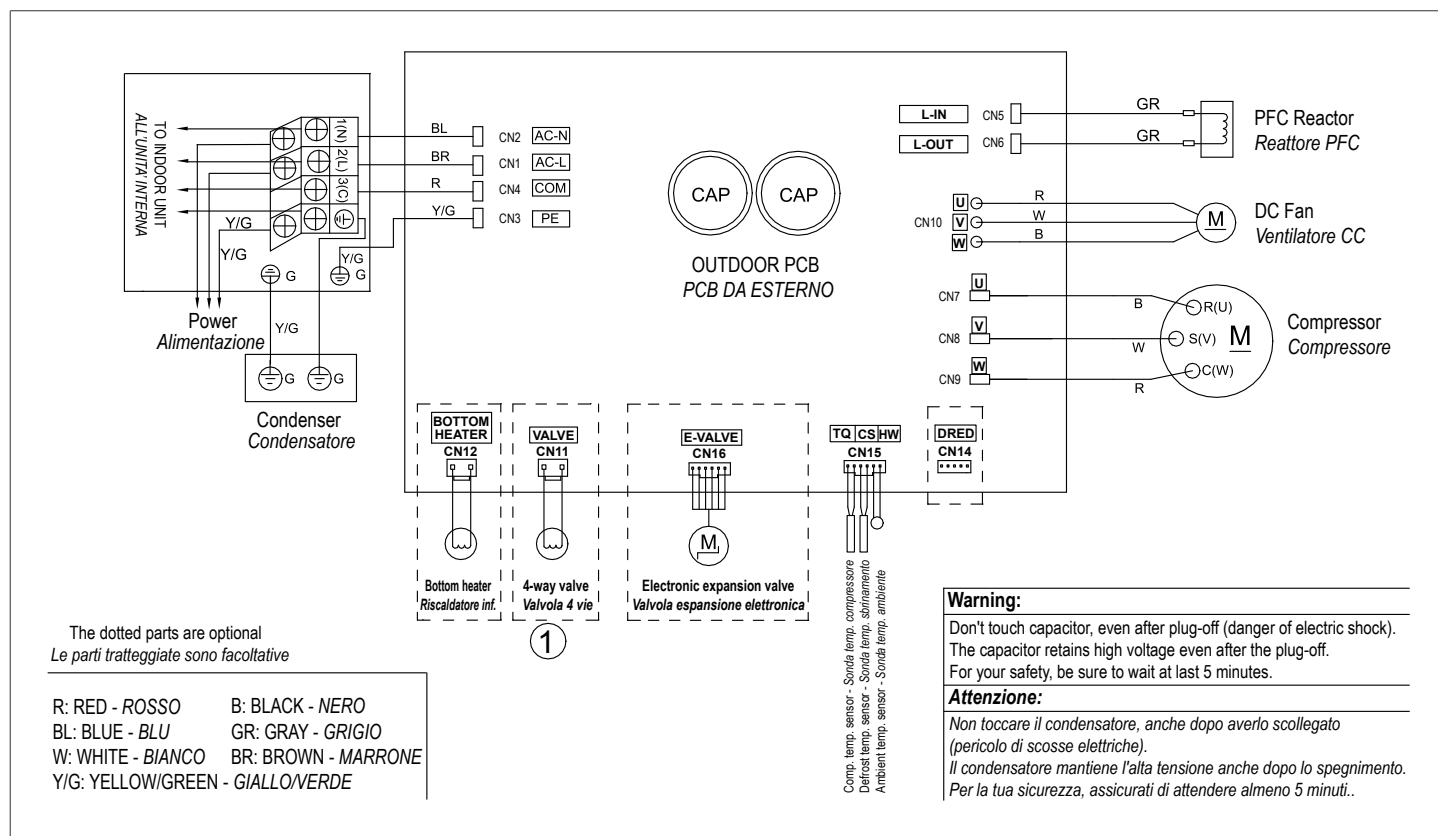 TO INDOOR UNIT
ALL'UNITA' INTERNA
1(N)
2(L)
3(C)
Y/G
Y/G
G
Y/G
G
Y/G
Power
Alimentazione
G
G
Condenser
Condensatore
BL
CN2
AC-N
BR
CN1
AC-L
R
CN4
COM
Y/G
CN3
PE
CAP
CAP
OUTDOOR PCB
PCB DA ESTERNO
L-IN
CN5
GR
L-OUT
CN6
GR
PFC Reactor
Reattore PFC
CN10
U
V
W
R
W
B
M
DC Fan
Ventilatore CC
CN7
U
B
R(U)
CN8
V
W
S(V)
M
CN9
W
R
C(W)
Compressor
Compressore
BOTTOM
HEATER
CN12
Bottom heater
Riscaldatore inf.
VALVE
CN11
4-way valve
Valvola 4 vie
1
E-VALVE
CN16
M
Electronic expansion valve
Valvola espansione elettronica
TQ CS HW
CN15
Comp. temp. sensor - Sonda temp. compressore
Defrost temp. sensor - Sonda temp. sbrinamento
Ambient temp. sensor - Sonda temp. ambiente
DRED
CN14
The dotted parts are optional
Le parti tratteggiate sono facoltative
R: RED - ROSSO B: BLACK - NERO
BL: BLUE - BLU GR: GRAY - GRIGIO
W: WHITE - BIANCO BR: BROWN - MARRONE
Y/G: YELLOW/GREEN - GIALLO/VERDE
Warning:
Don't touch capacitor, even after plug-off (danger of electric shock).
The capacitor retains high voltage even after the plug-off.
For your safety, be sure to wait at last 5 minutes.
Attenzione:
Non toccare il condensatore, anche dopo averlo scollegato
(pericolo di scosse elettriche).
Il condensatore mantiene l'alta tensione anche dopo lo spegnimento.
Per la tua sicurezza, assicurati di attendere almeno 5 minuti..